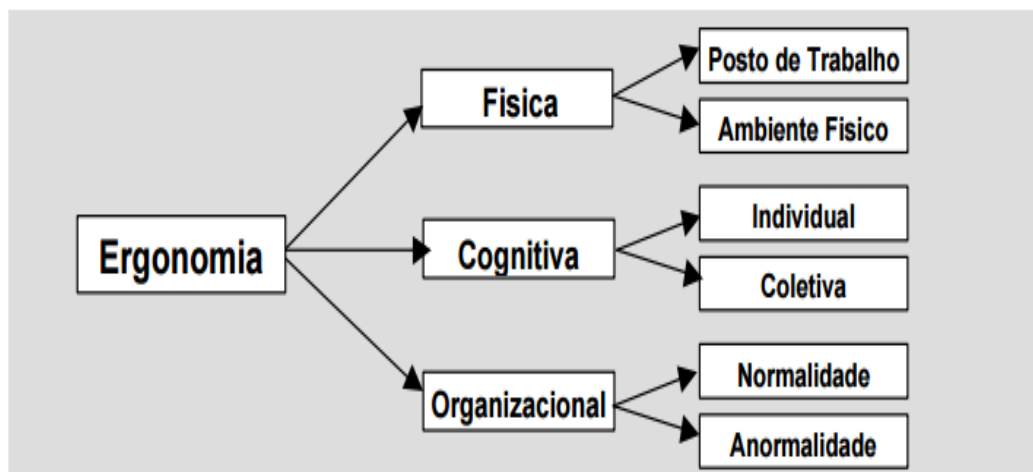 Ergonomia
Fisica
Posto de Trabalho
Ambiente Fisico
Cognitiva
Individual
Coletiva
Organizacional
Normalidade
Anormalidade